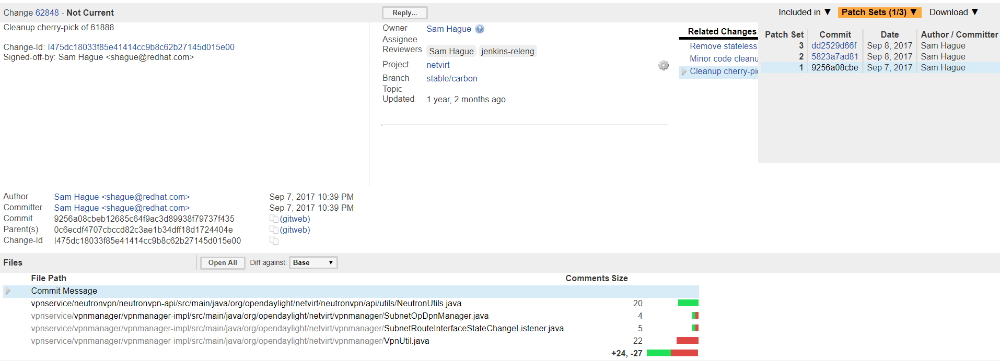 Change 62848 - Not Current
Reply...
Included in ▼
Patch Sets (1/3) ▼
Download ▼
Cleanup cherry-pick of 61888
Change-Id: I475dc18033f85e41414cc9b8c62b27145d015e00
Signed-off-by: Sam Hague <shague@redhat.com>
Owner Sam Hague
Assignee
Reviewers Sam Hague jenkins-releng
Project netvirt
Branch stable/carbon
Topic
Updated 1 year, 2 months ago
Related Changes
Remove stateless
Minor code cleanu
Cleanup cherry-pi
Patch Set Commit Date Author / Committer
3 dd2529d66f Sep 8, 2017 Sam Hague
2 5823a7ad81 Sep 8, 2017 Sam Hague
1 9256a08cbe Sep 7, 2017 Sam Hague
Author Sam Hague <shague@redhat.com> Sep 7, 2017 10:39 PM
Committer Sam Hague <shague@redhat.com> Sep 7, 2017 10:39 PM
Commit 9256a08cbeb12685c64f9ac3d89938f79737f435 (gitweb)
Parent(s) 0c6ecdf4707cbccd82c3ae1b34dff18d1724404e (gitweb)
Change-Id I475dc18033f85e41414cc9b8c62b27145d015e00
Files Open All Diff against: Base ▼
File Path Comments Size
Commit Message
vpnservice/neutronvpn/neutronvpn-api/src/main/java/org/opendaylight/netvirt/neutronvpn/api/utils/NeutronUtils.java 20
vpnservice/vpnmanager/vpnmanager-impl/src/main/java/org/opendaylight/netvirt/vpnmanager/SubnetOpDpnManager.java 4
vpnservice/vpnmanager/vpnmanager-impl/src/main/java/org/opendaylight/netvirt/vpnmanager/SubnetRouteInterfaceStateChangeListener.java 5
vpnservice/vpnmanager/vpnmanager-impl/src/main/java/org/opendaylight/netvirt/vpnmanager/VpnUtil.java 22
+24, -27